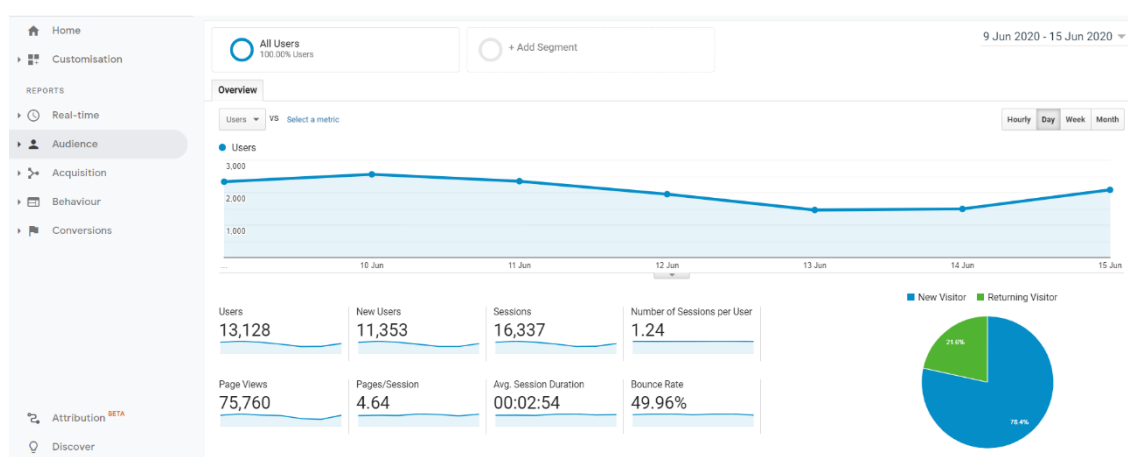 Home
Customisation
REPORTS
Real-time
Audience
Acquisition
Behaviour
Conversions
Attribution BETA
Discover
All Users
100.00% Users
+ Add Segment
9 Jun 2020 - 15 Jun 2020
Overview
Users VS Select a metric
Hourly Day Week Month
Users
3,000
2,000
1,000
... 10 Jun 11 Jun 12 Jun 13 Jun 14 Jun 15 Jun
New Visitor Returning Visitor
Users New Users Sessions Number of Sessions per User
13,128 11,353 16,337 1.24
21.6%
Page Views Pages/Session Avg. Session Duration Bounce Rate
75,760 4.64 00:02:54 49.96%
78.4%